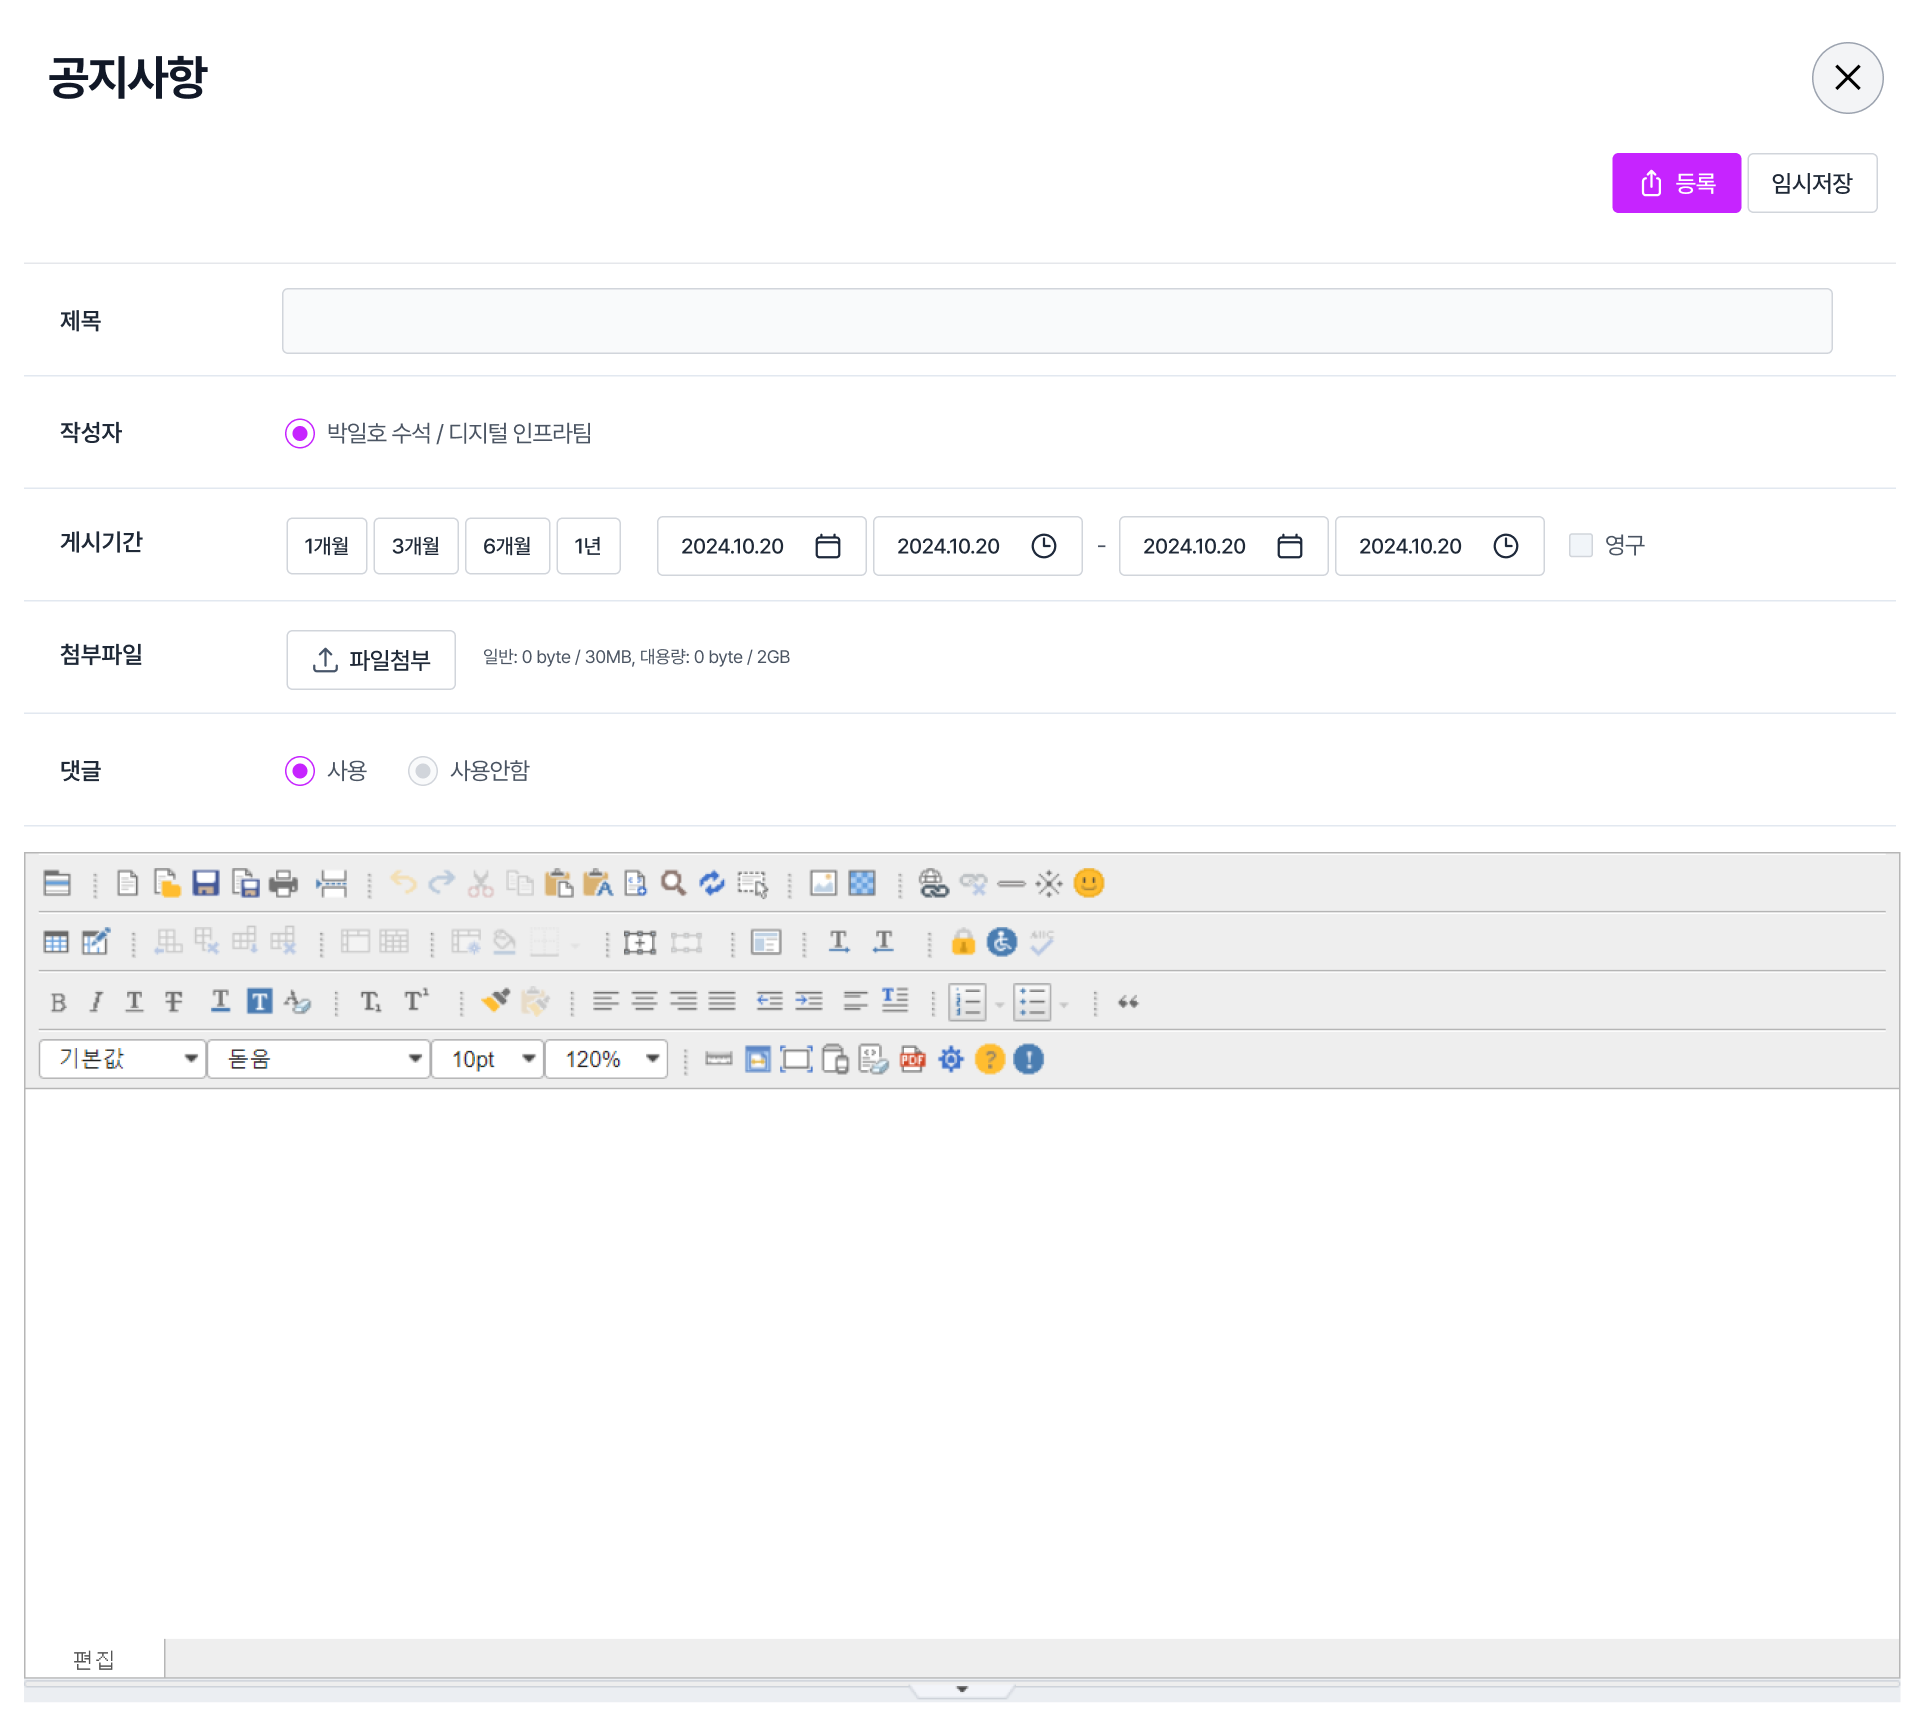 공지사항
등록 임시저장
제목
작성자 박일호 수석 / 디지털 인프라팀
게시기간 1개월 3개월 6개월 1년 2024.10.20 2024.10.20 - 2024.10.20 2024.10.20 영구
첨부파일 파일첨부 일반: 0 byte / 30MB, 대용량: 0 byte / 2GB
댓글 사용 사용안함
기본값 돋움 10pt 120% PDF
편집